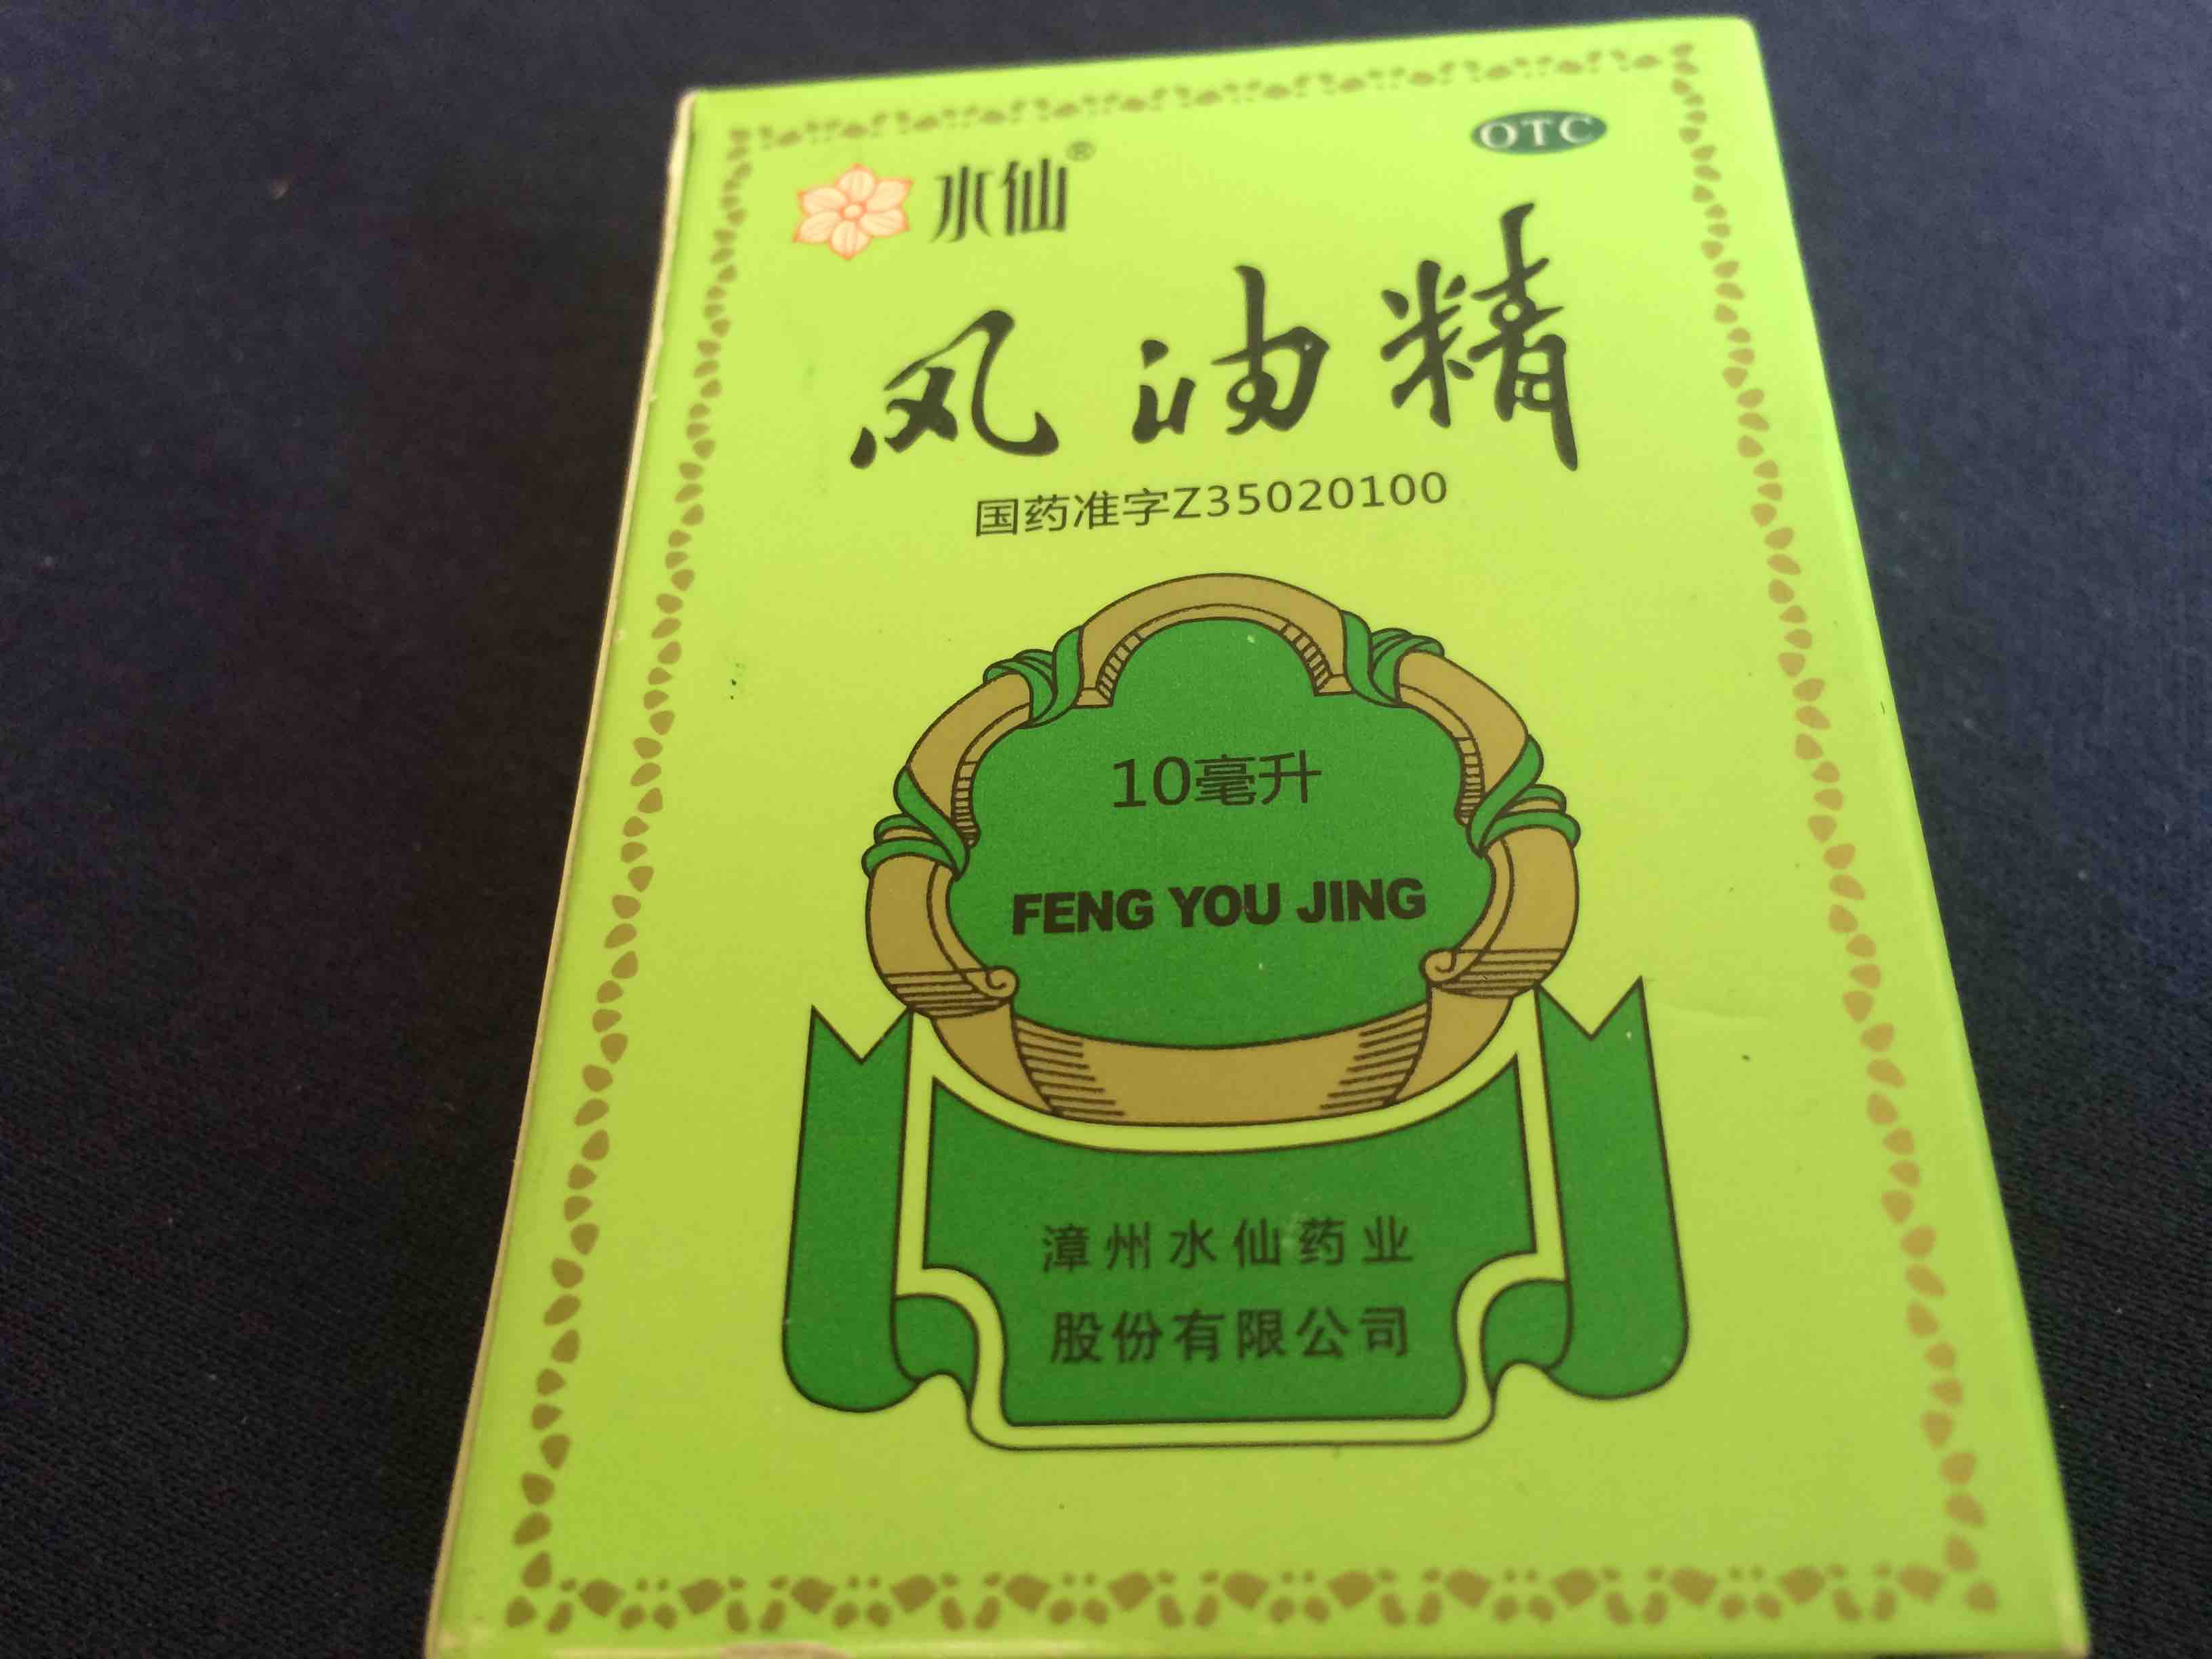 水仙®
OTC
风油精
国药准字Z35020100
10毫升
FENG YOU JING
漳州水仙药业
股份有限公司